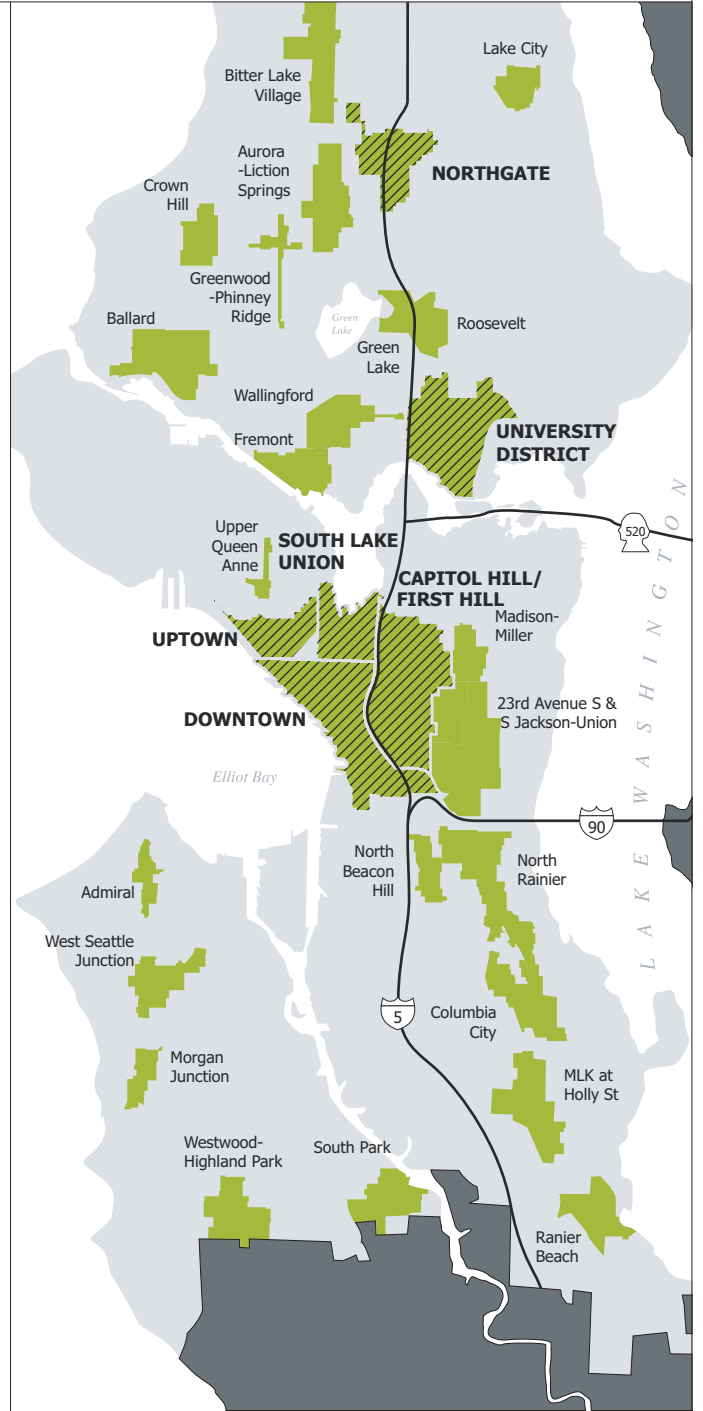 Lake City
Bitter Lake
Village
Aurora
-Liction
Springs
NORTHGATE
Crown
Hill
Greenwood
-Phinney
Ridge
Ballard
Green
Lake
Roosevelt
Green
Lake
Wallingford
Fremont
UNIVERSITY
DISTRICT
520
Upper
Queen
Anne
SOUTH LAKE
UNION
CAPITOL HILL/
FIRST HILL
Madison-
Miller
UPTOWN
23rd Avenue S &
S Jackson-Union
DOWNTOWN
Elliot Bay
LAKE WASHINGTON
90
North
Beacon
Hill
North
Rainier
Admiral
West Seattle
Junction
5
Columbia
City
Morgan
Junction
MLK at
Holly St
Westwood-
Highland Park
South Park
Ranier
Beach